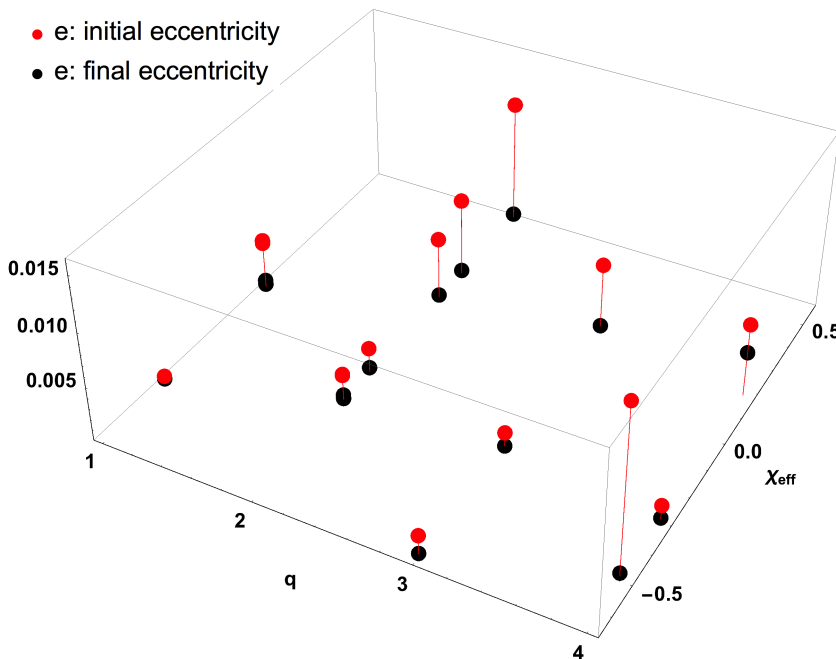 e: initial eccentricity
e: final eccentricity
0.015
0.010
0.005
1
2
3
4
q
0.5
0.0
−0.5
χeff